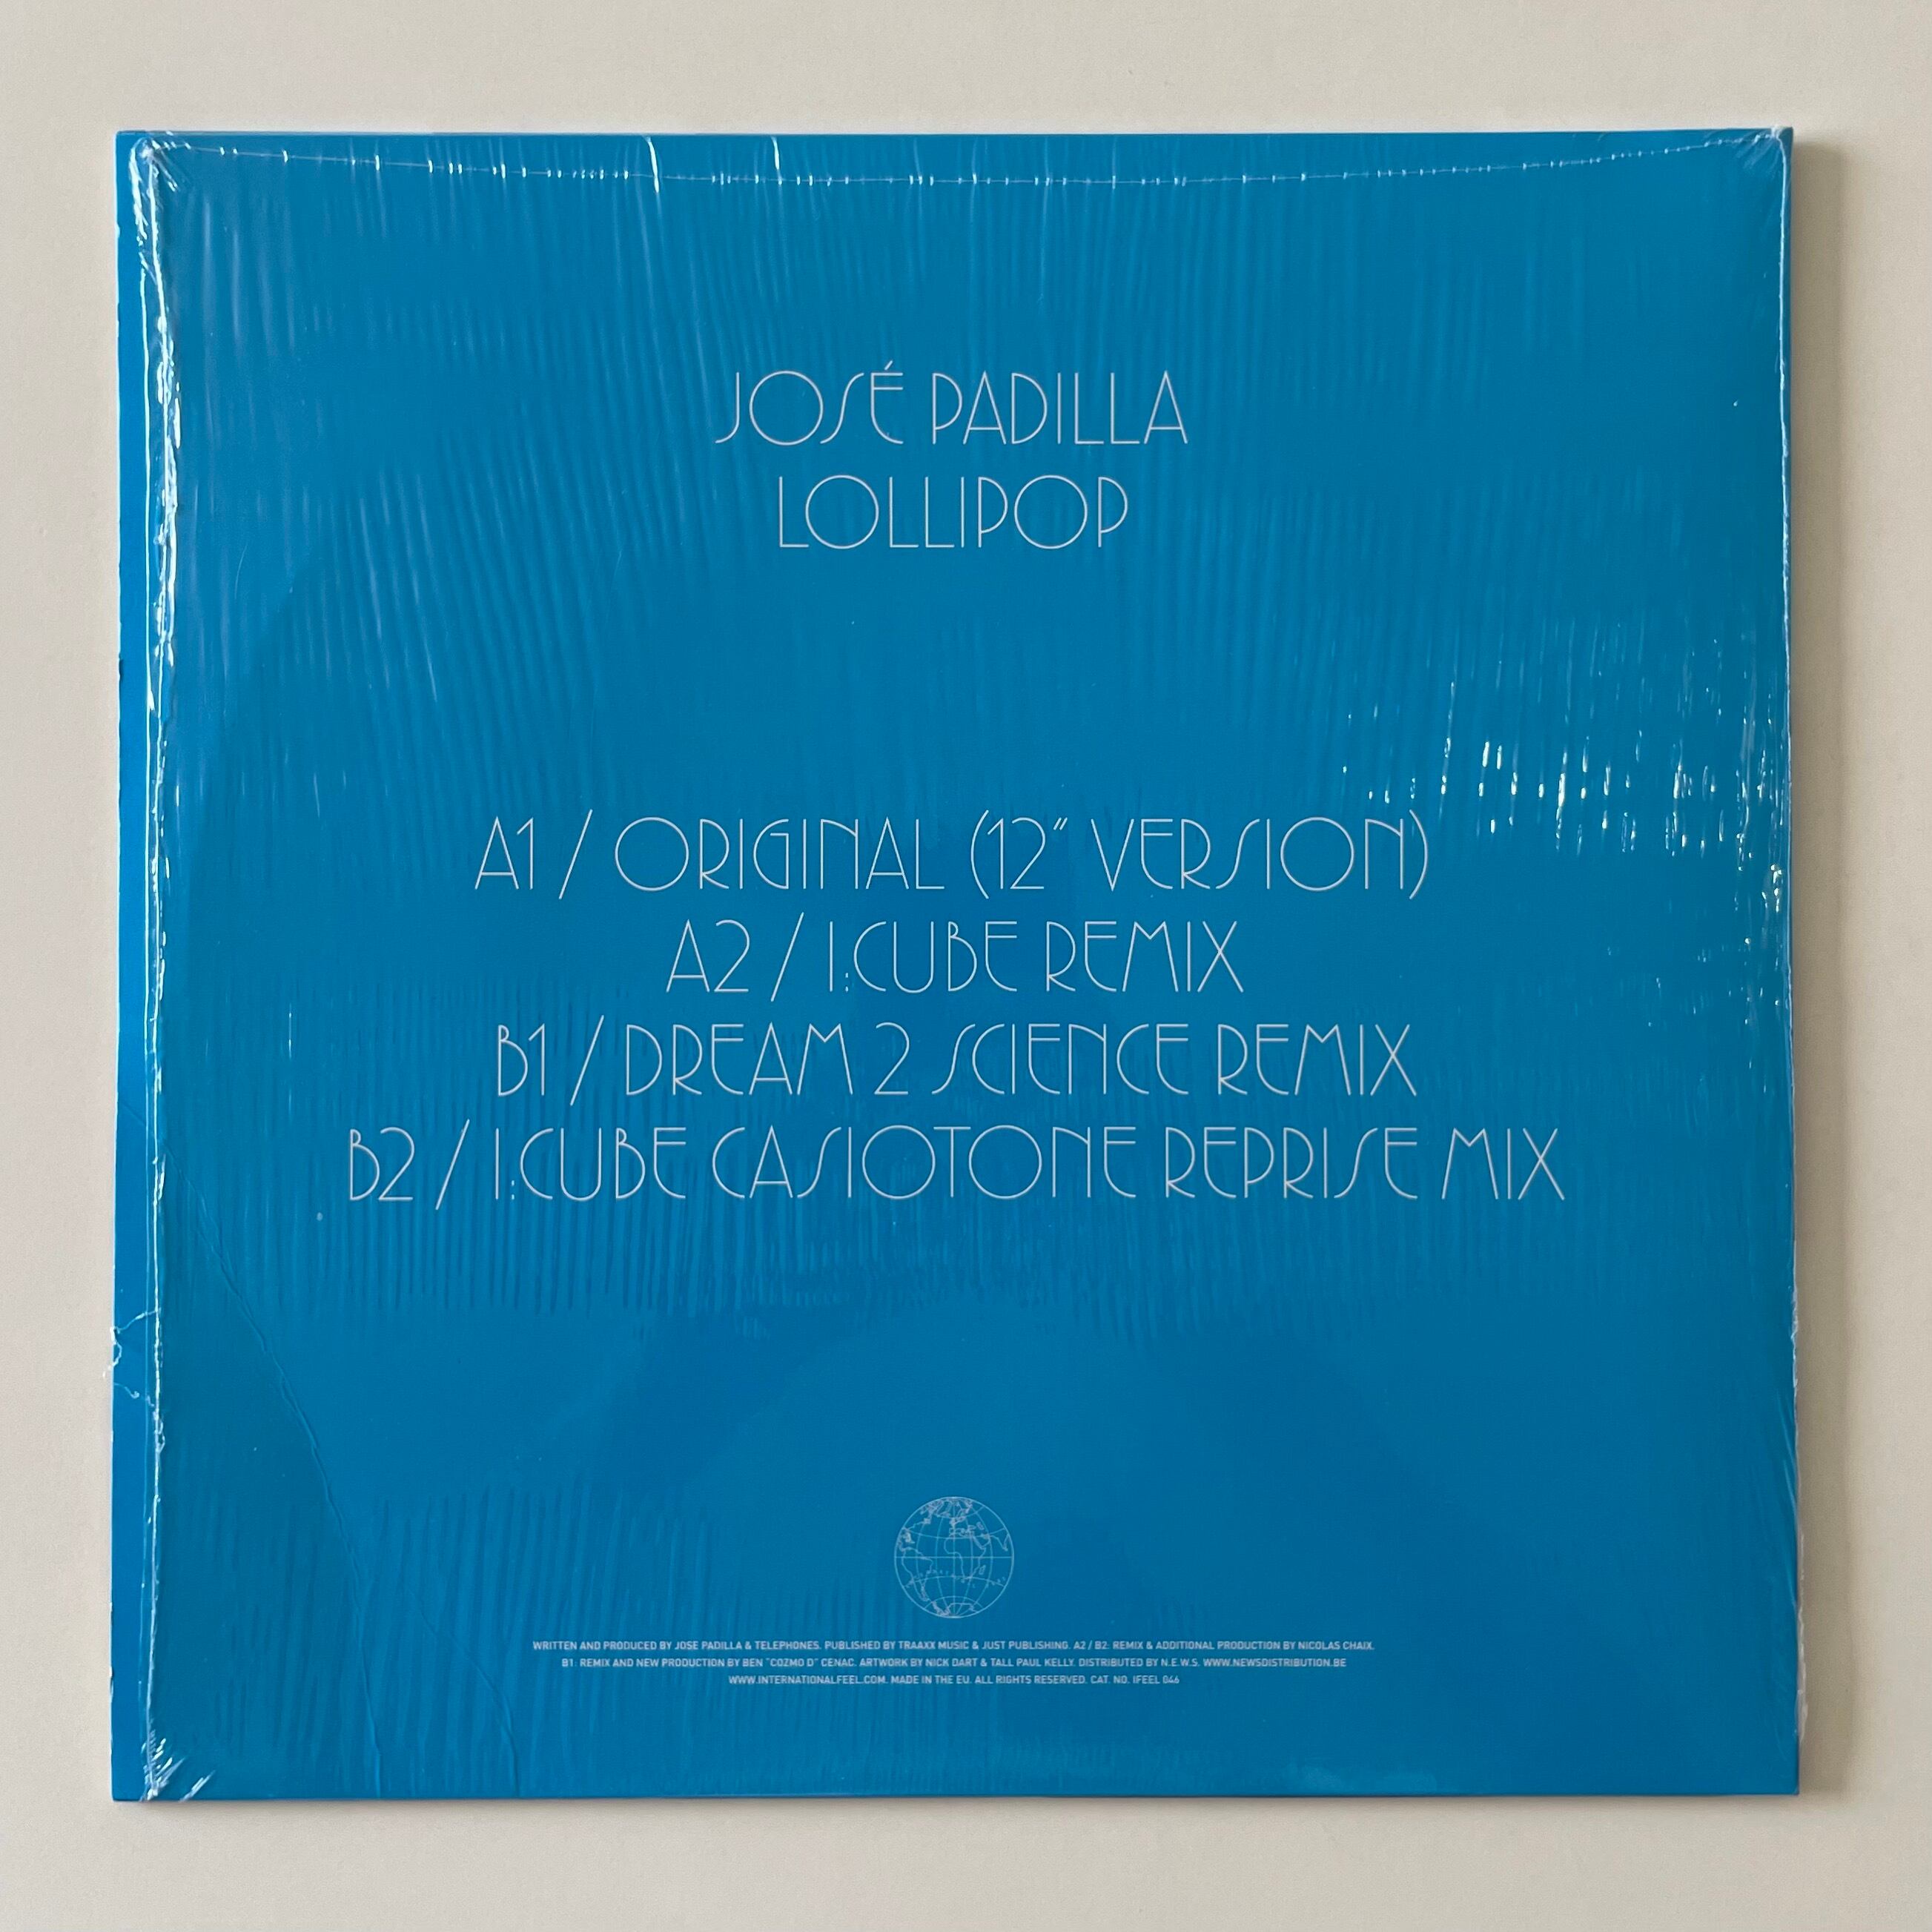 JOSÉ PADILLA
LOLLIPOP
A1 / ORIGINAL (12" VERSION)
A2 / I:CUBE REMIX
B1 / DREAM 2 SCIENCE REMIX
B2 / I:CUBE CASIOTONE REPRISE MIX
WRITTEN AND PRODUCED BY JOSE PADILLA & TELEPHONES. PUBLISHED BY TRAAXX MUSIC & JUST PUBLISHING. A2 / B2: REMIX & ADDITIONAL PRODUCTION BY NICOLAS CHAIX.
B1: REMIX AND NEW PRODUCTION BY BEN "COZMO D" CENAC. ARTWORK BY NICK DART & TALL PAUL KELLY. DISTRIBUTED BY N.E.W.S. WWW.NEWSDISTRIBUTION.BE
WWW.INTERNATIONALFEEL.COM. MADE IN THE EU. ALL RIGHTS RESERVED. CAT. NO. IFEEL 046